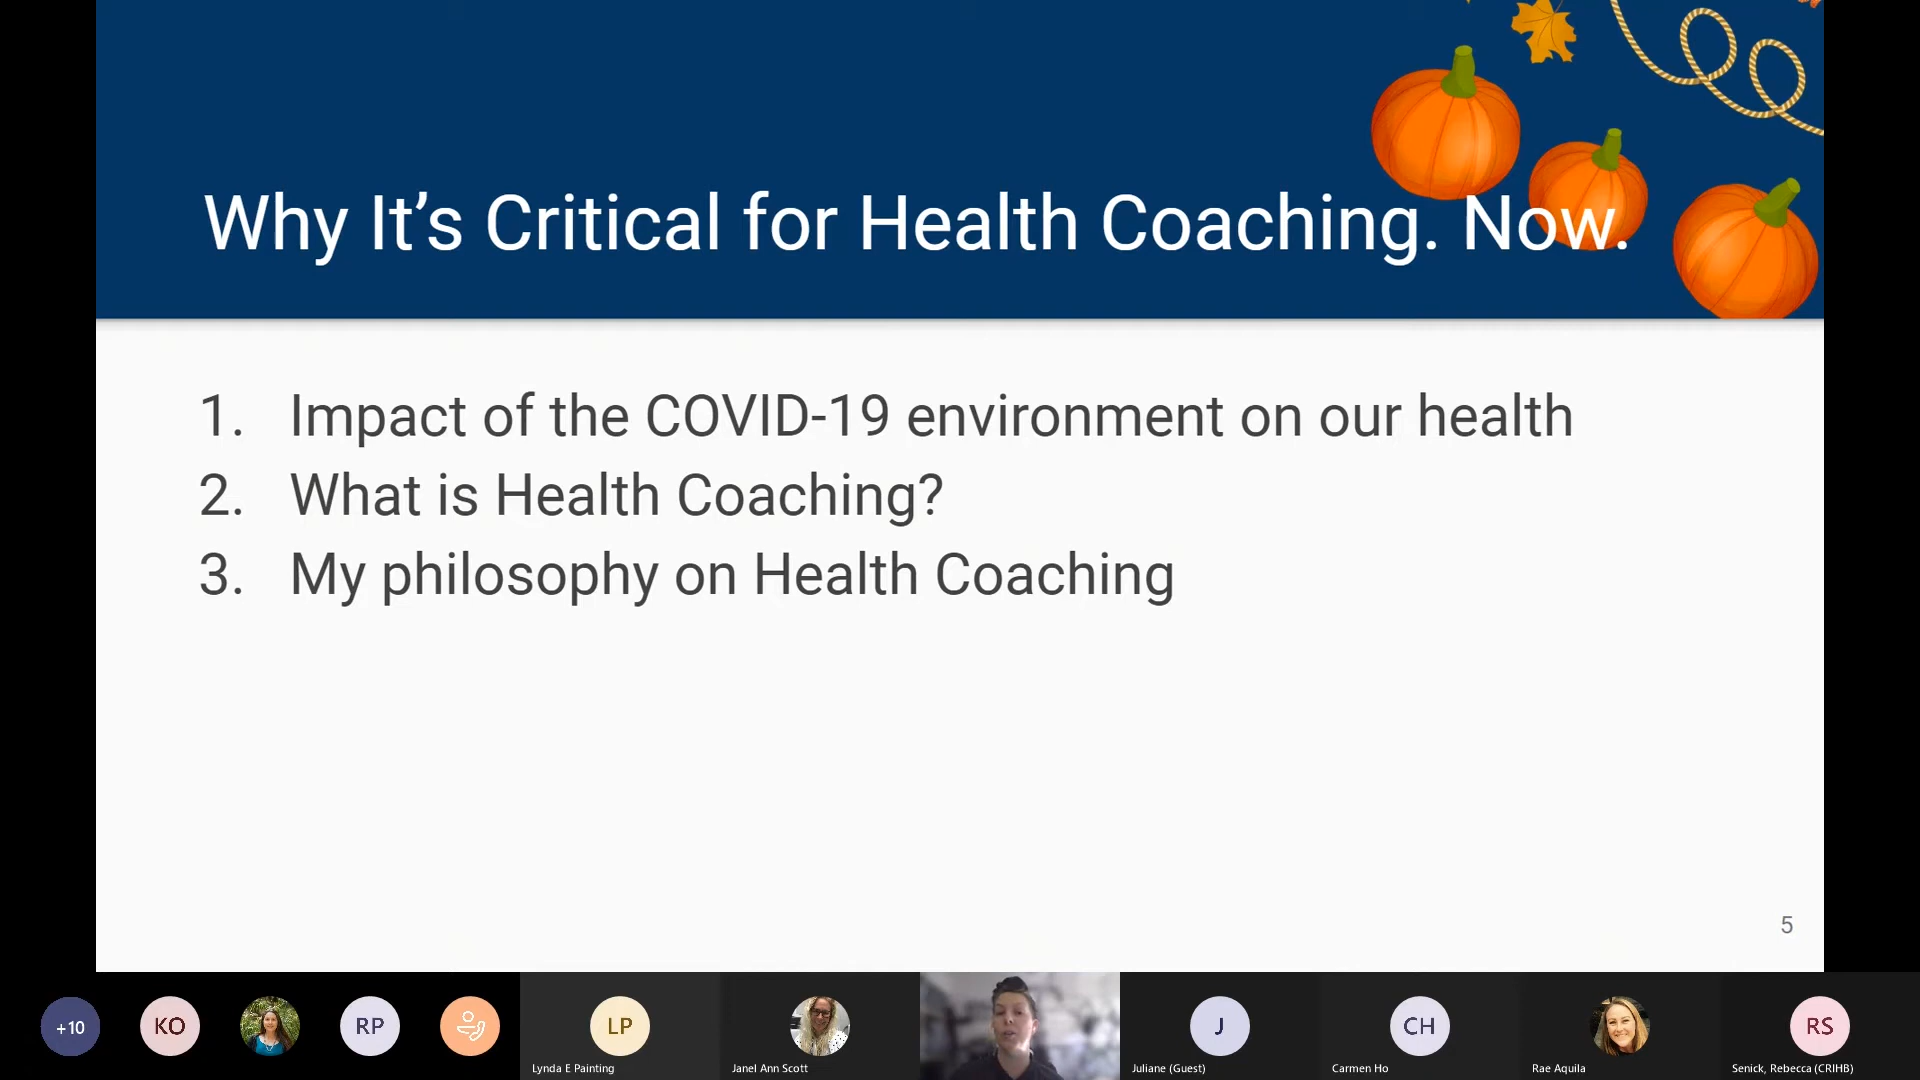 Why It’s Critical for Health Coaching. Now.
1. Impact of the COVID-19 environment on our health
2. What is Health Coaching?
3. My philosophy on Health Coaching
5
+10
KO
RP
LP
J
CH
RS
Lynda E Painting
Janel Ann Scott
Juliane (Guest)
Carmen Ho
Rae Aquila
Senick, Rebecca (CRIHB)